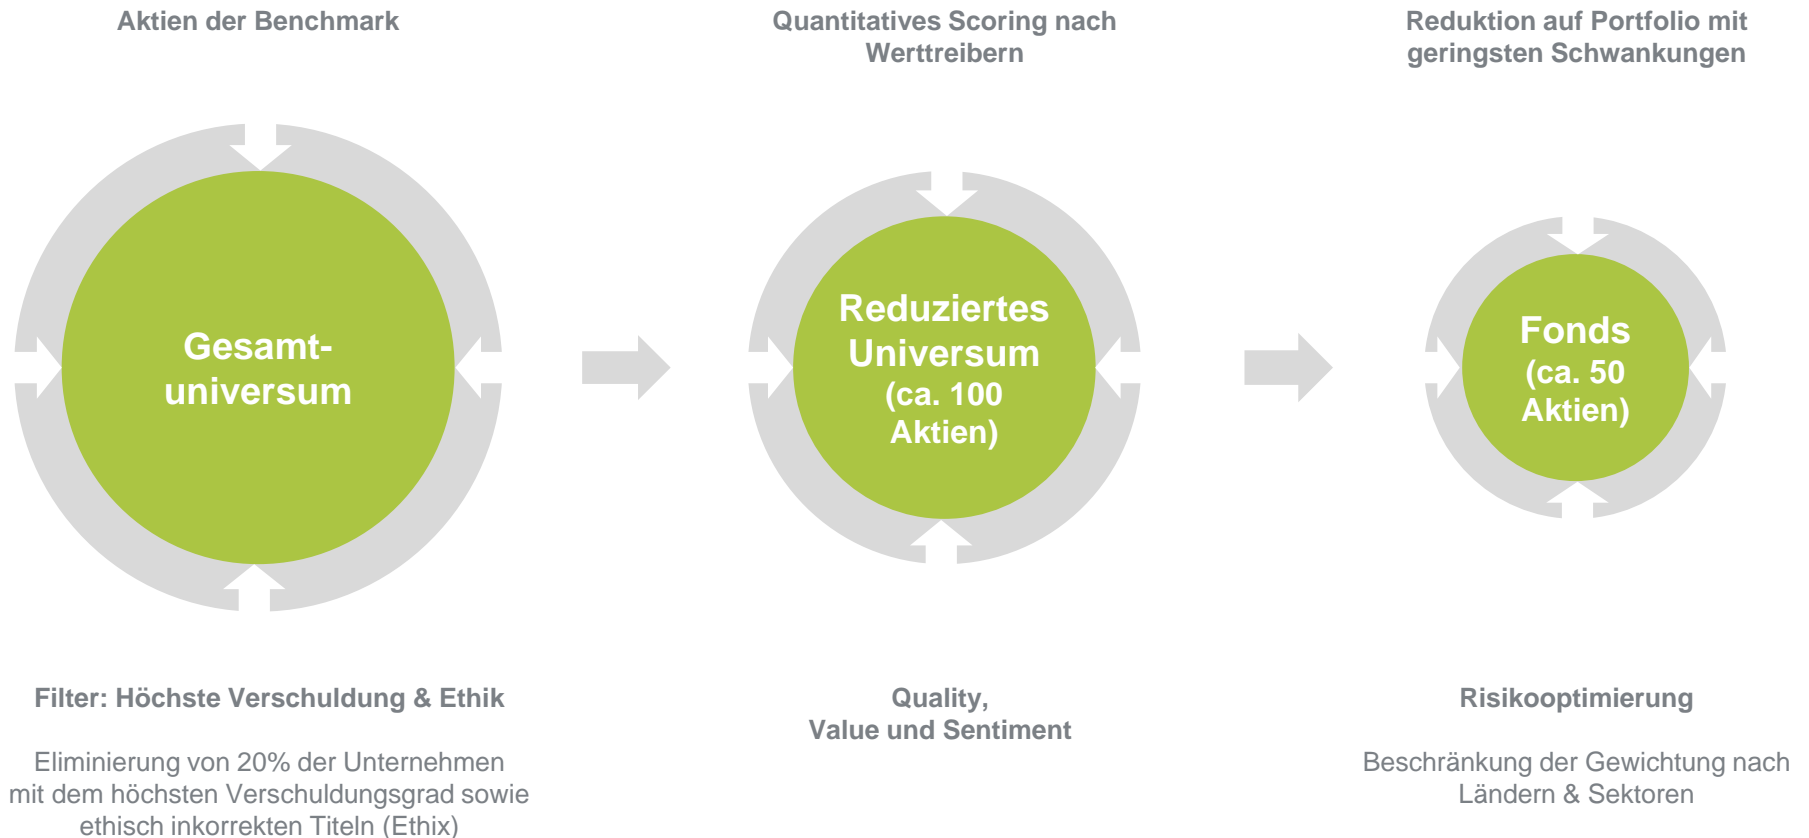 Aktien der Benchmark
Quantitatives Scoring nach
Werttreibern
Reduktion auf Portfolio mit
geringsten Schwankungen
Gesamt-
universum
Reduziertes
Universum
(ca. 100
Aktien)
Fonds
(ca. 50
Aktien)
Filter: Höchste Verschuldung & Ethik
Eliminierung von 20% der Unternehmen
mit dem höchsten Verschuldungsgrad sowie
ethisch inkorrekten Titeln (Ethix)
Quality,
Value und Sentiment
Risikooptimierung
Beschränkung der Gewichtung nach
Ländern & Sektoren